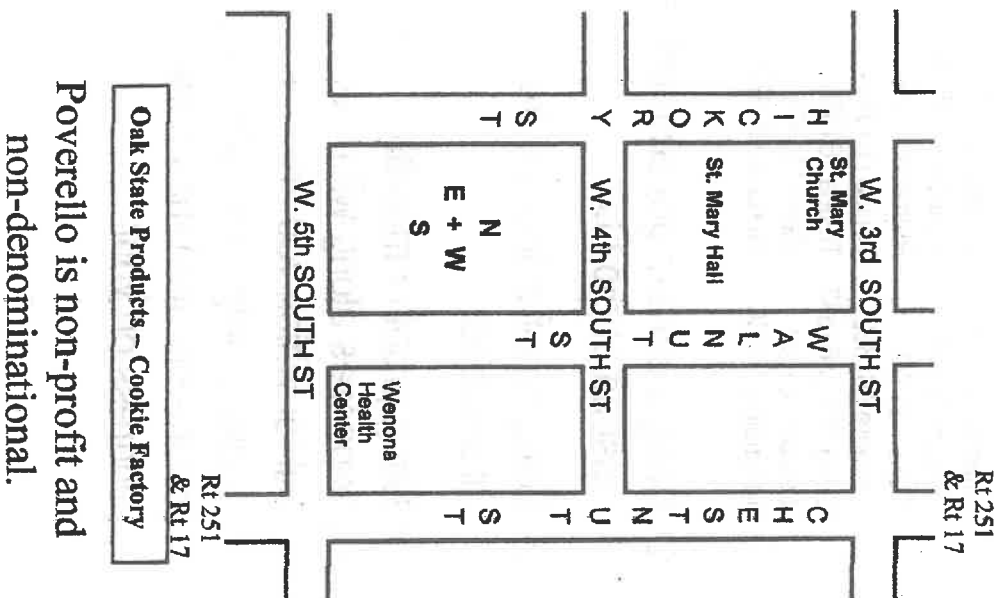 Rt 251
& Rt 17
W. 3rd SOUTH ST
HICKORY ST
WALNUT ST
CHESTNUT ST
St. Mary
Church
St. Mary Hall
W. 4th SOUTH ST
N
E + W
S
Wenona
Health
Center
W. 5th SOUTH ST
Rt 251
& Rt 17
Oak State Products – Cookie Factory
Poverello is non-profit and
non-denominational.